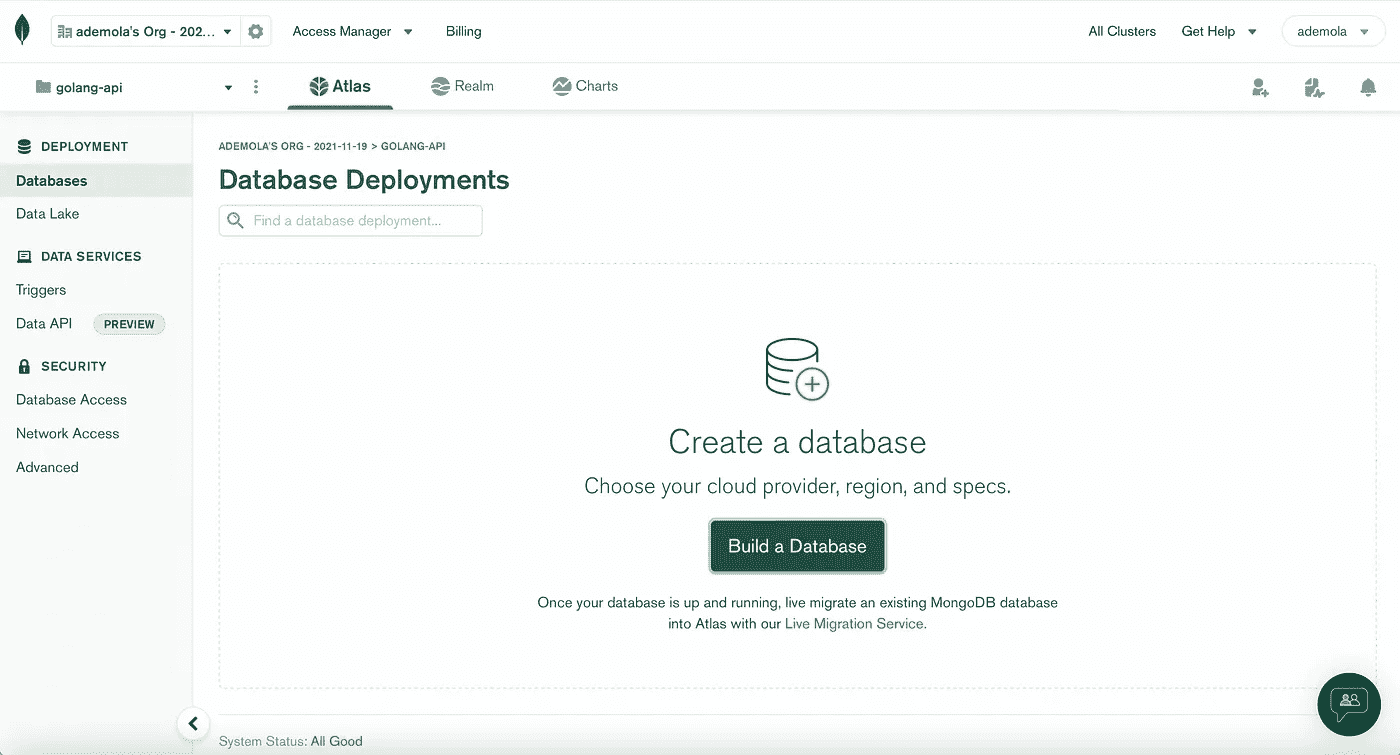 ademola's Org - 202...
Access Manager
Billing
All Clusters
Get Help
ademola
golang-api
Atlas
Realm
Charts
DEPLOYMENT
Databases
Data Lake
DATA SERVICES
Triggers
Data API
PREVIEW
SECURITY
Database Access
Network Access
Advanced
ADEMOLA'S ORG - 2021-11-19 > GOLANG-API
Database Deployments
Find a database deployment...
Create a database
Choose your cloud provider, region, and specs.
Build a Database
Once your database is up and running, live migrate an existing MongoDB database
into Atlas with our Live Migration Service.
System Status: All Good